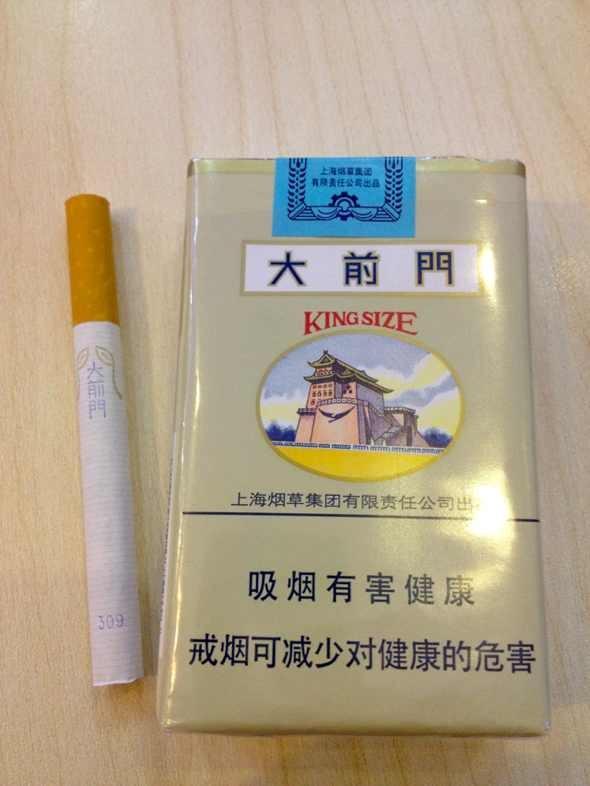 上海烟草集团
有限责任公司出品
大前門
KING SIZE
上海烟草集团有限责任公司出
吸烟有害健康
戒烟可减少对健康的危害
大前門
309